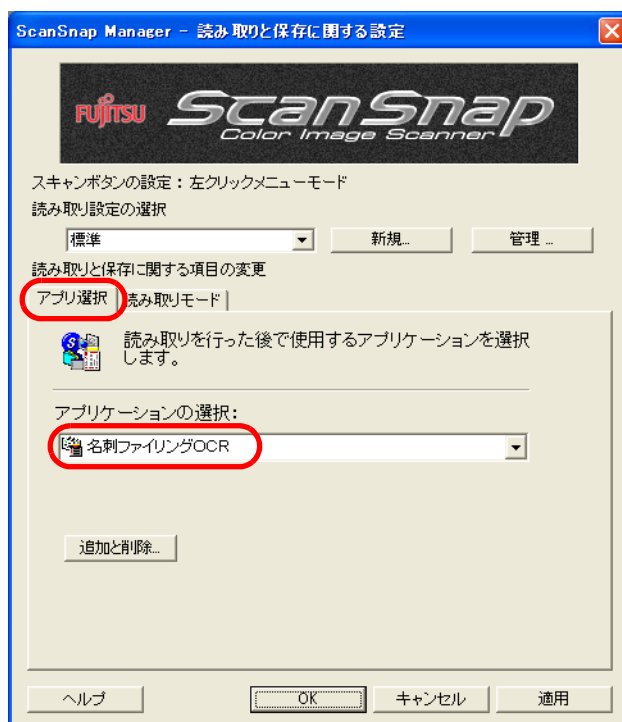 ScanSnap Manager - 読み取りと保存に関する設定
FUJITSU ScanSnap
Color Image Scanner
スキャンボタンの設定：左クリックメニューモード
読み取り設定の選択
標準 新規... 管理 ...
読み取りと保存に関する項目の変更
アプリ選択 読み取りモード
読み取りを行った後で使用するアプリケーションを選択
します。
アプリケーションの選択:
名刺ファイリングOCR
追加と削除...
ヘルプ OK キャンセル 適用